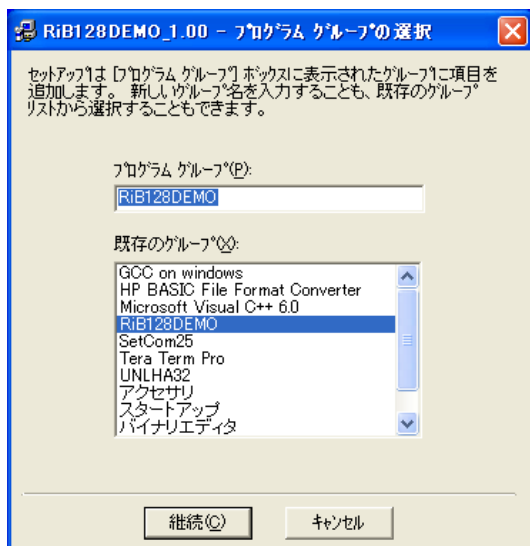 RiB128DEMO_1.00 - ﾌﾟﾛｸﾞﾗﾑ ｸﾞﾙｰﾌﾟの選択
ｾｯﾄｱｯﾌﾟは [ﾌﾟﾛｸﾞﾗﾑ ｸﾞﾙｰﾌﾟ] ﾎﾞｯｸｽに表示されたｸﾞﾙｰﾌﾟに項目を
追加します。 新しいｸﾞﾙｰﾌﾟ名を入力することも、既存のｸﾞﾙｰﾌﾟ
ﾘｽﾄから選択することもできます。
ﾌﾟﾛｸﾞﾗﾑ ｸﾞﾙｰﾌﾟ(P):
RiB128DEMO
既存のｸﾞﾙｰﾌﾟ(X):
GCC on windows
HP BASIC File Format Converter
Microsoft Visual C++ 6.0
RiB128DEMO
SetCom25
Tera Term Pro
UNLHA32
アクセサリ
スタートアップ
バイナリエディタ
継続(C)
ｷｬﾝｾﾙ